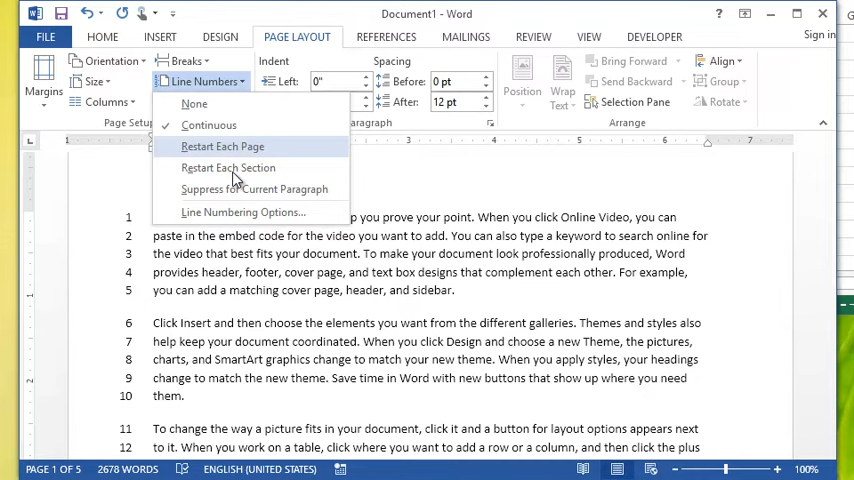 Document1 - Word
?
FILE HOME INSERT DESIGN PAGE LAYOUT REFERENCES MAILINGS REVIEW VIEW DEVELOPER Sign in
Margins
Orientation
Size
Columns
Page Setup
Breaks
Line Numbers
None
Continuous
Restart Each Page
Restart Each Section
Suppress for Current Paragraph
Line Numbering Options...
Indent
Left: 0"
Spacing
Before: 0 pt
After: 12 pt
aragraph
Position
Wrap
Text
Bring Forward
Send Backward
Selection Pane
Align
Group
Rotate
Arrange
1 3 4 5 6 7
1 p you prove your point. When you click Online Video, you can
2 paste in the embed code for the video you want to add. You can also type a keyword to search online for
3 the video that best fits your document. To make your document look professionally produced, Word
4 provides header, footer, cover page, and text box designs that complement each other. For example,
5 you can add a matching cover page, header, and sidebar.
6 Click Insert and then choose the elements you want from the different galleries. Themes and styles also
7 help keep your document coordinated. When you click Design and choose a new Theme, the pictures,
8 charts, and SmartArt graphics change to match your new theme. When you apply styles, your headings
9 change to match the new theme. Save time in Word with new buttons that show up where you need
10 them.
11 To change the way a picture fits in your document, click it and a button for layout options appears next
12 to it. When you work on a table, click where you want to add a row or a column, and then click the plus
1
2
PAGE 1 OF 5 2678 WORDS ENGLISH (UNITED STATES) 100%